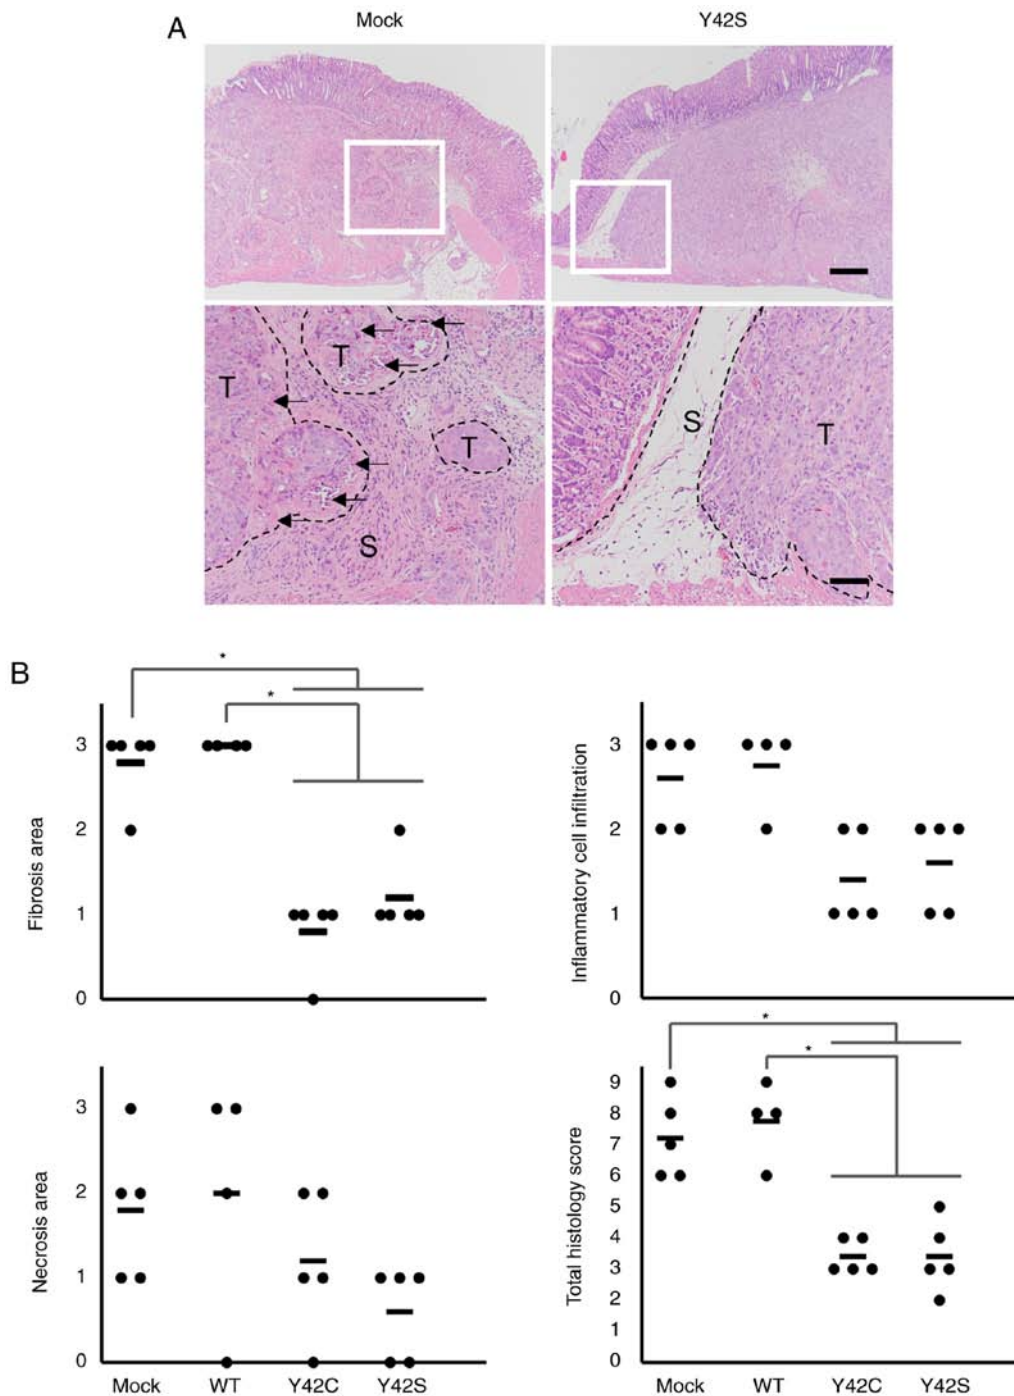 A
Mock
Y42S
T
T
T
S
S
T
B
*
*
3
2
1
0
Fibrosis area
3
2
1
0
Inflammatory cell infiltration
3
2
1
0
Necrosis area
Mock WT Y42C Y42S
*
*
9
8
7
6
5
4
3
2
1
0
Total histology score
Mock WT Y42C Y42S